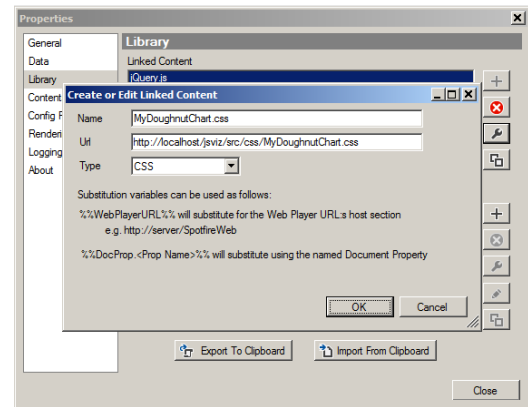 Properties
General
Data
Library
Content
Config F
Renderi
Logging
About
Library
Linked Content
jQuery.js
Create or Edit Linked Content
Name
MyDoughnutChart.css
Url
http://localhost/jsviz/src/css/MyDoughnutChart.css
Type
CSS
Substitution variables can be used as follows:
%%WebPlayerURL%% will substitute for the Web Player URL:s host section
e.g. http://server/SpotfireWeb
%%DocProp.<Prop Name>%% will substitute using the named Document Property
OK
Cancel
Export To Clipboard
Import From Clipboard
Close